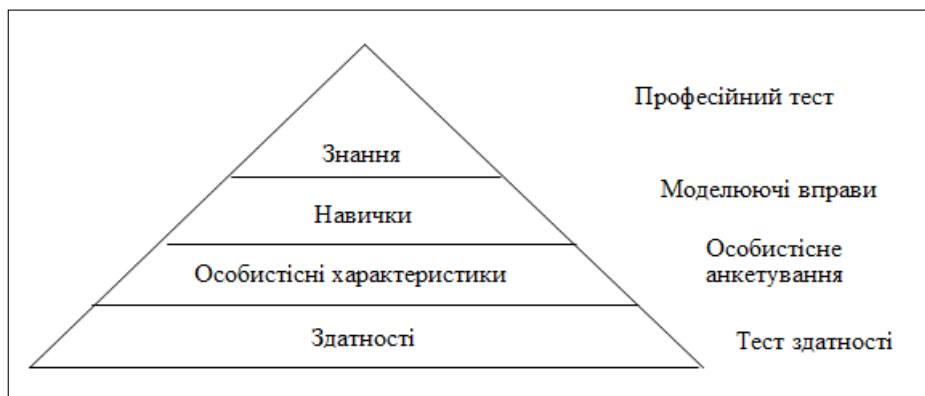 Професійний тест
Знання
Моделюючі вправи
Навички
Особистісне
анкетування
Особистісні характеристики
Здатності
Тест здатності